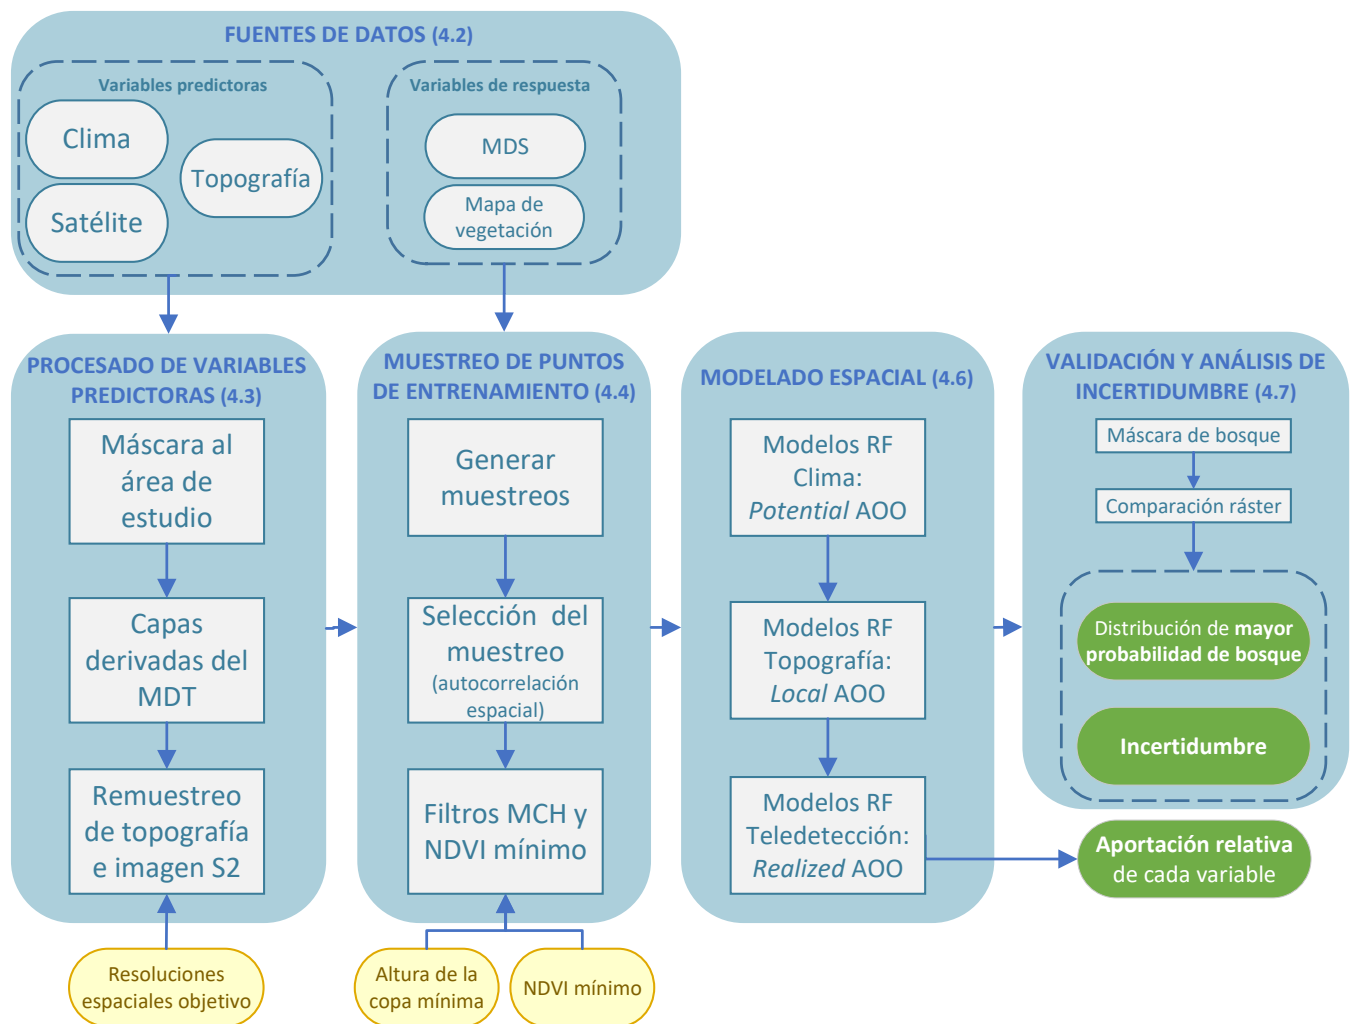 FUENTES DE DATOS (4.2)
Variables predictoras
Clima
Satélite
Topografía
Variables de respuesta
MDS
Mapa de
vegetación
PROCESADO DE VARIABLES
PREDICTORAS (4.3)
Máscara al
área de
estudio
Capas
derivadas del
MDT
Remuestreo
de topografía
e imagen S2
Resoluciones
espaciales objetivo
MUESTREO DE PUNTOS
DE ENTRENAMIENTO (4.4)
Generar
muestreos
Selección del
muestreo
(autocorrelación
espacial)
Filtros MCH y
NDVI mínimo
Altura de la
copa mínima
NDVI mínimo
MODELADO ESPACIAL (4.6)
Modelos RF
Clima:
Potential AOO
Modelos RF
Topografía:
Local AOO
Modelos RF
Teledetección:
Realized AOO
VALIDACIÓN Y ANÁLISIS DE
INCERTIDUMBRE (4.7)
Máscara de bosque
Comparación ráster
Distribución de mayor
probabilidad de bosque
Incertidumbre
Aportación relativa
de cada variable